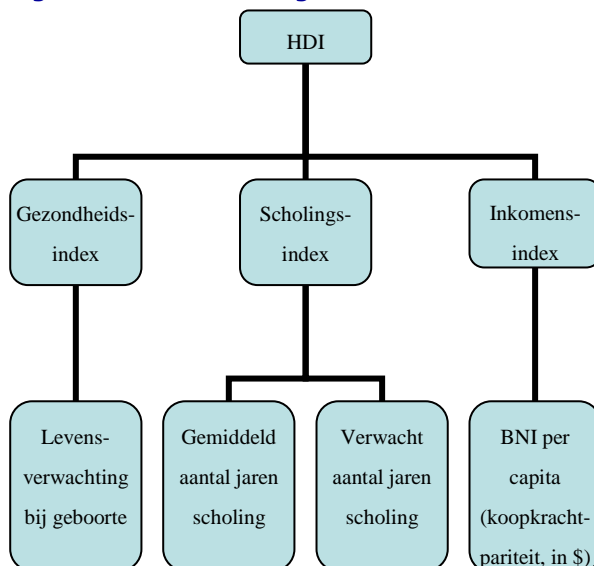 HDI
Gezondheids-
index
Scholings-
index
Inkomens-
index
Levens-
verwachting
bij geboorte
Gemiddeld
aantal jaren
scholing
Verwacht
aantal jaren
scholing
BNI per
capita
(koopkracht-
pariteit, in $)